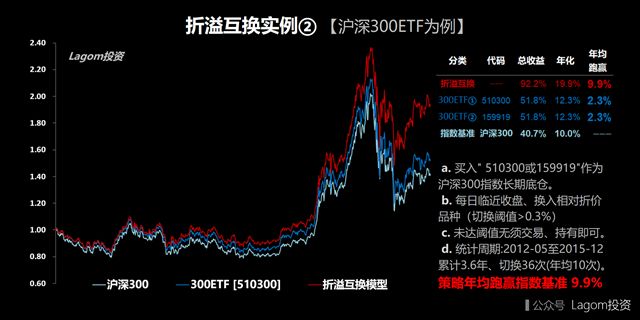 折溢互换实例② 【沪深300ETF为例】
Lagom投资
2.40
2.20
2.00
1.80
1.60
1.40
1.20
1.00
0.80
0.60
沪深300 300ETF [510300] 折溢互换模型
分类 代码 总收益 年化 年均跑赢
折溢互换 —— 92.2% 19.9% 9.9%
300ETF① 510300 51.8% 12.3% 2.3%
300ETF② 159919 51.8% 12.3% 2.3%
指数基准 沪深300 40.7% 10.0% ———
a. 买入" 510300或159919"作为
沪深300指数长期底仓。
b. 每日临近收盘、换入相对折价
品种（切换阈值>0.3%）
c. 未达阈值无须交易、持有即可。
d. 统计周期:2012-05至2015-12
累计3.6年、切换36次(年均10次)。
策略年均跑赢指数基准 9.9%
公众号 Lagom投资